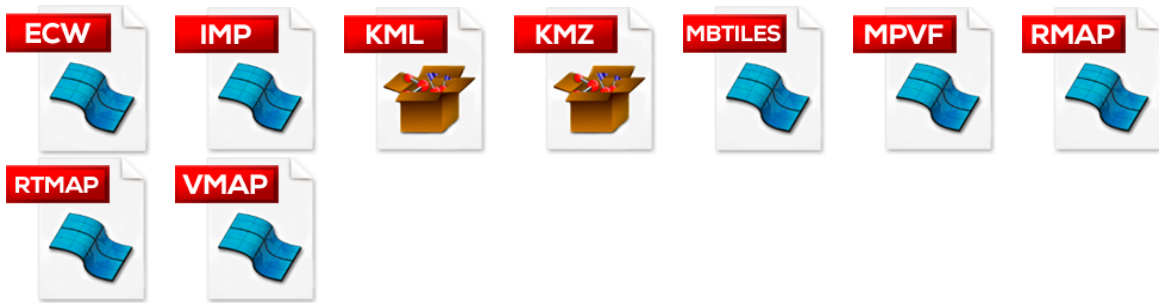 ECW
IMP
KML
KMZ
MBTILES
MPVF
RMAP
RTMAP
VMAP